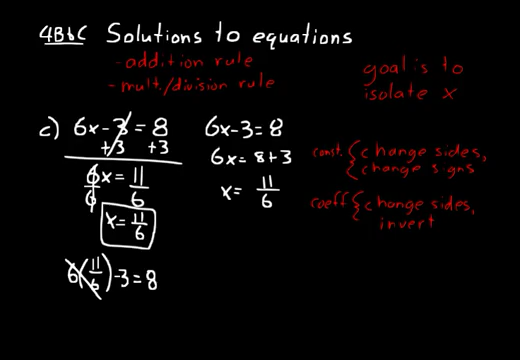 4BbC Solutions to equations
- addition rule
- mult./division rule
goal is to
isolate x
c) 6x - 3 = 8
+3 +3
6x = 11
6 6
x = 11/6
6(11/6) - 3 = 8
6x - 3 = 8
6x = 8 + 3
x = 11/6
const. { change sides,
change signs
coeff { change sides,
invert